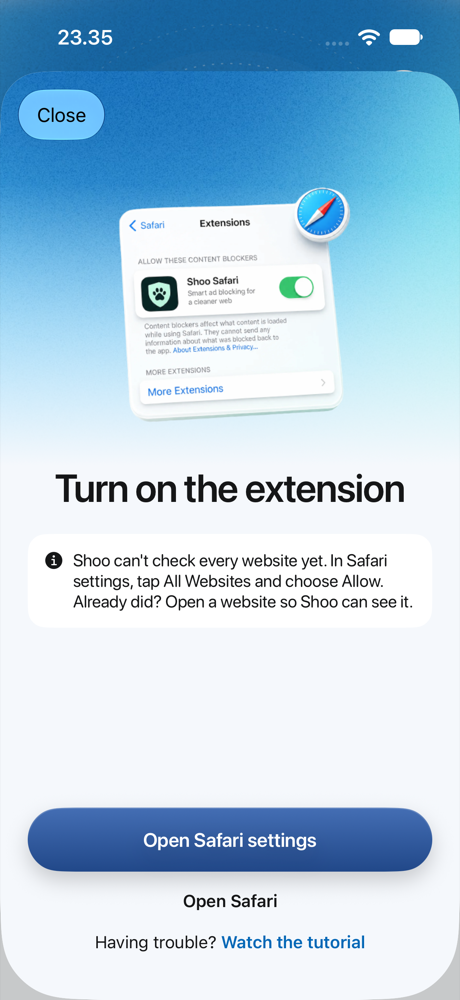 23.35
Close
Safari
Extensions
ALLOW THESE CONTENT BLOCKERS
Shoo Safari
Smart ad blocking for
a cleaner web
Content blockers affect what content is loaded
while using Safari. They cannot send any
information about what was blocked back to
the app. About Extensions & Privacy...
MORE EXTENSIONS
More Extensions
Turn on the extension
Shoo can't check every website yet. In Safari
settings, tap All Websites and choose Allow.
Already did? Open a website so Shoo can see it.
Open Safari settings
Open Safari
Having trouble? Watch the tutorial